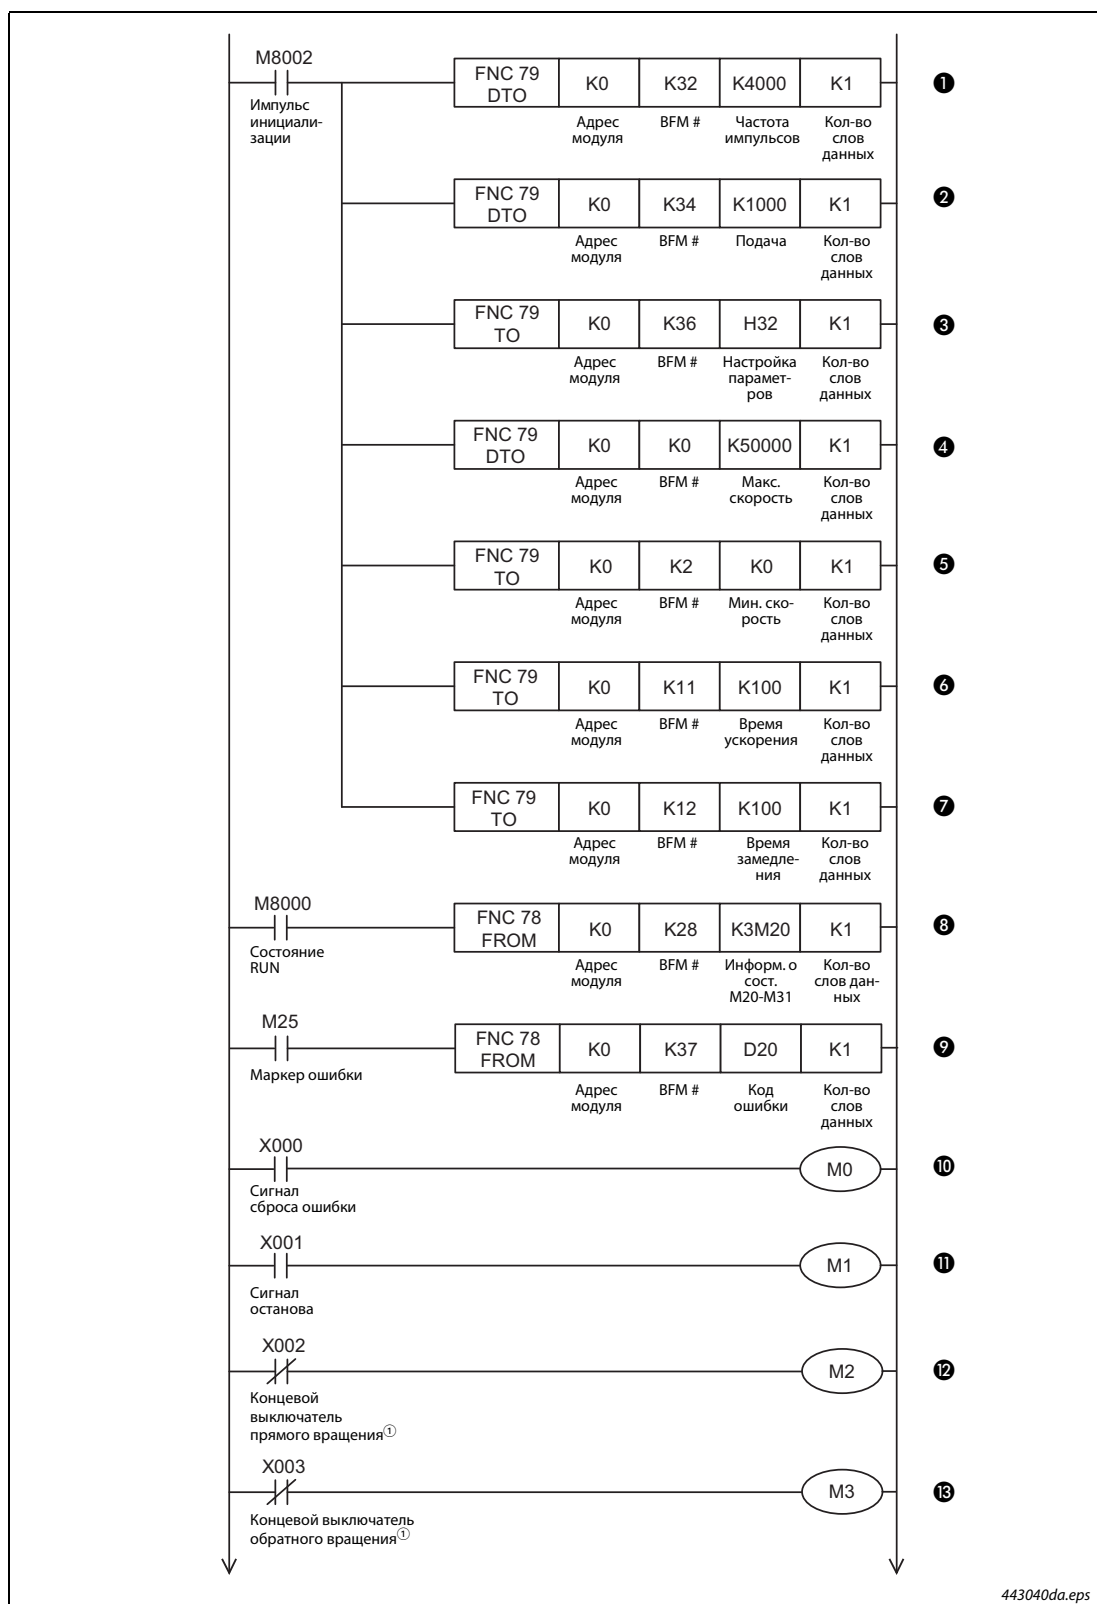 M8002
FNC 79 DTO K0 K32 K4000 K1 ❶
Импульс
инициали-
зации
Адрес модуля BFM # Частота импульсов Кол-во слов данных
FNC 79 DTO K0 K34 K1000 K1 ❷
Адрес модуля BFM # Подача Кол-во слов данных
FNC 79 TO K0 K36 H32 K1 ❸
Адрес модуля BFM # Настройка парамет-ров Кол-во слов данных
FNC 79 DTO K0 K0 K50000 K1 ❹
Адрес модуля BFM # Макс. скорость Кол-во слов данных
FNC 79 TO K0 K2 K0 K1 ❺
Адрес модуля BFM # Мин. ско-рость Кол-во слов данных
FNC 79 TO K0 K11 K100 K1 ❻
Адрес модуля BFM # Время ускорения Кол-во слов данных
FNC 79 TO K0 K12 K100 K1 ❼
Адрес модуля BFM # Время замедле-ния Кол-во слов данных
M8000
FNC 78 FROM K0 K28 K3M20 K1 ❽
Состояние
RUN
Адрес модуля BFM # Информ. о сост. M20-M31 Кол-во слов дан-ных
M25
FNC 78 FROM K0 K37 D20 K1 ❾
Маркер ошибки
Адрес модуля BFM # Код ошибки Кол-во слов данных
X000
M0 ❿
Сигнал
сброса ошибки
X001
M1 ⓫
Сигнал
останова
X002
M2 ⓬
Концевой
выключатель
прямого вращения①
X003
M3 ⓭
Концевой выключатель
обратного вращения①
443040da.eps